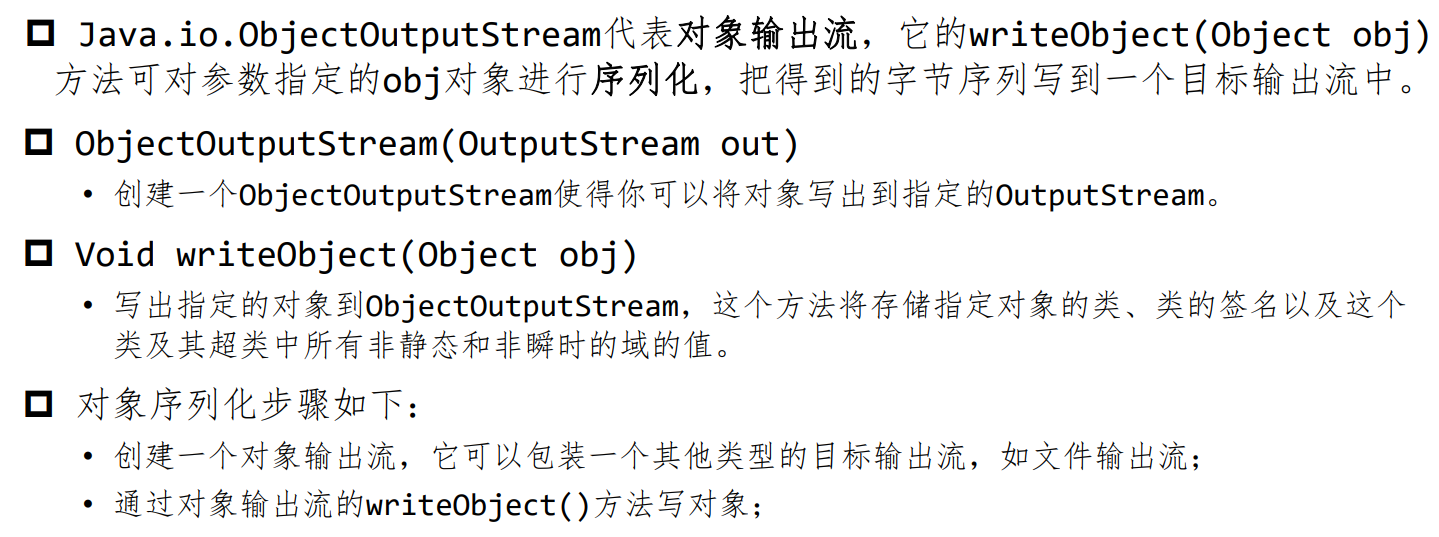 Java.io.ObjectOutputStream代表对象输出流，它的writeObject(Object obj)
方法可对参数指定的obj对象进行序列化，把得到的字节序列写到一个目标输出流中。
ObjectOutputStream(OutputStream out)
• 创建一个ObjectOutputStream使得你可以将对象写出到指定的OutputStream。
Void writeObject(Object obj)
• 写出指定的对象到ObjectOutputStream，这个方法将存储指定对象的类、类的签名以及这个
类及其超类中所有非静态和非瞬时的域的值。
对象序列化步骤如下：
• 创建一个对象输出流，它可以包装一个其他类型的目标输出流，如文件输出流；
• 通过对象输出流的writeObject()方法写对象；